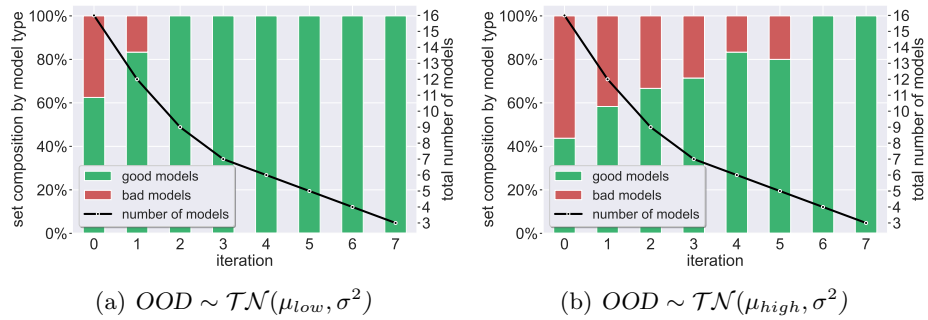 100%
80%
60%
40%
20%
0%
set composition by model type
good models
bad models
number of models
0 1 2 3 4 5 6 7
iteration
16
15
14
13
12
11
10
9
8
7
6
5
4
3
total number of models
(a) OOD ∼ 𝒯𝒩(μ_low, σ²)
100%
80%
60%
40%
20%
0%
set composition by model type
good models
bad models
number of models
0 1 2 3 4 5 6 7
iteration
16
15
14
13
12
11
10
9
8
7
6
5
4
3
total number of models
(b) OOD ∼ 𝒯𝒩(μ_high, σ²)